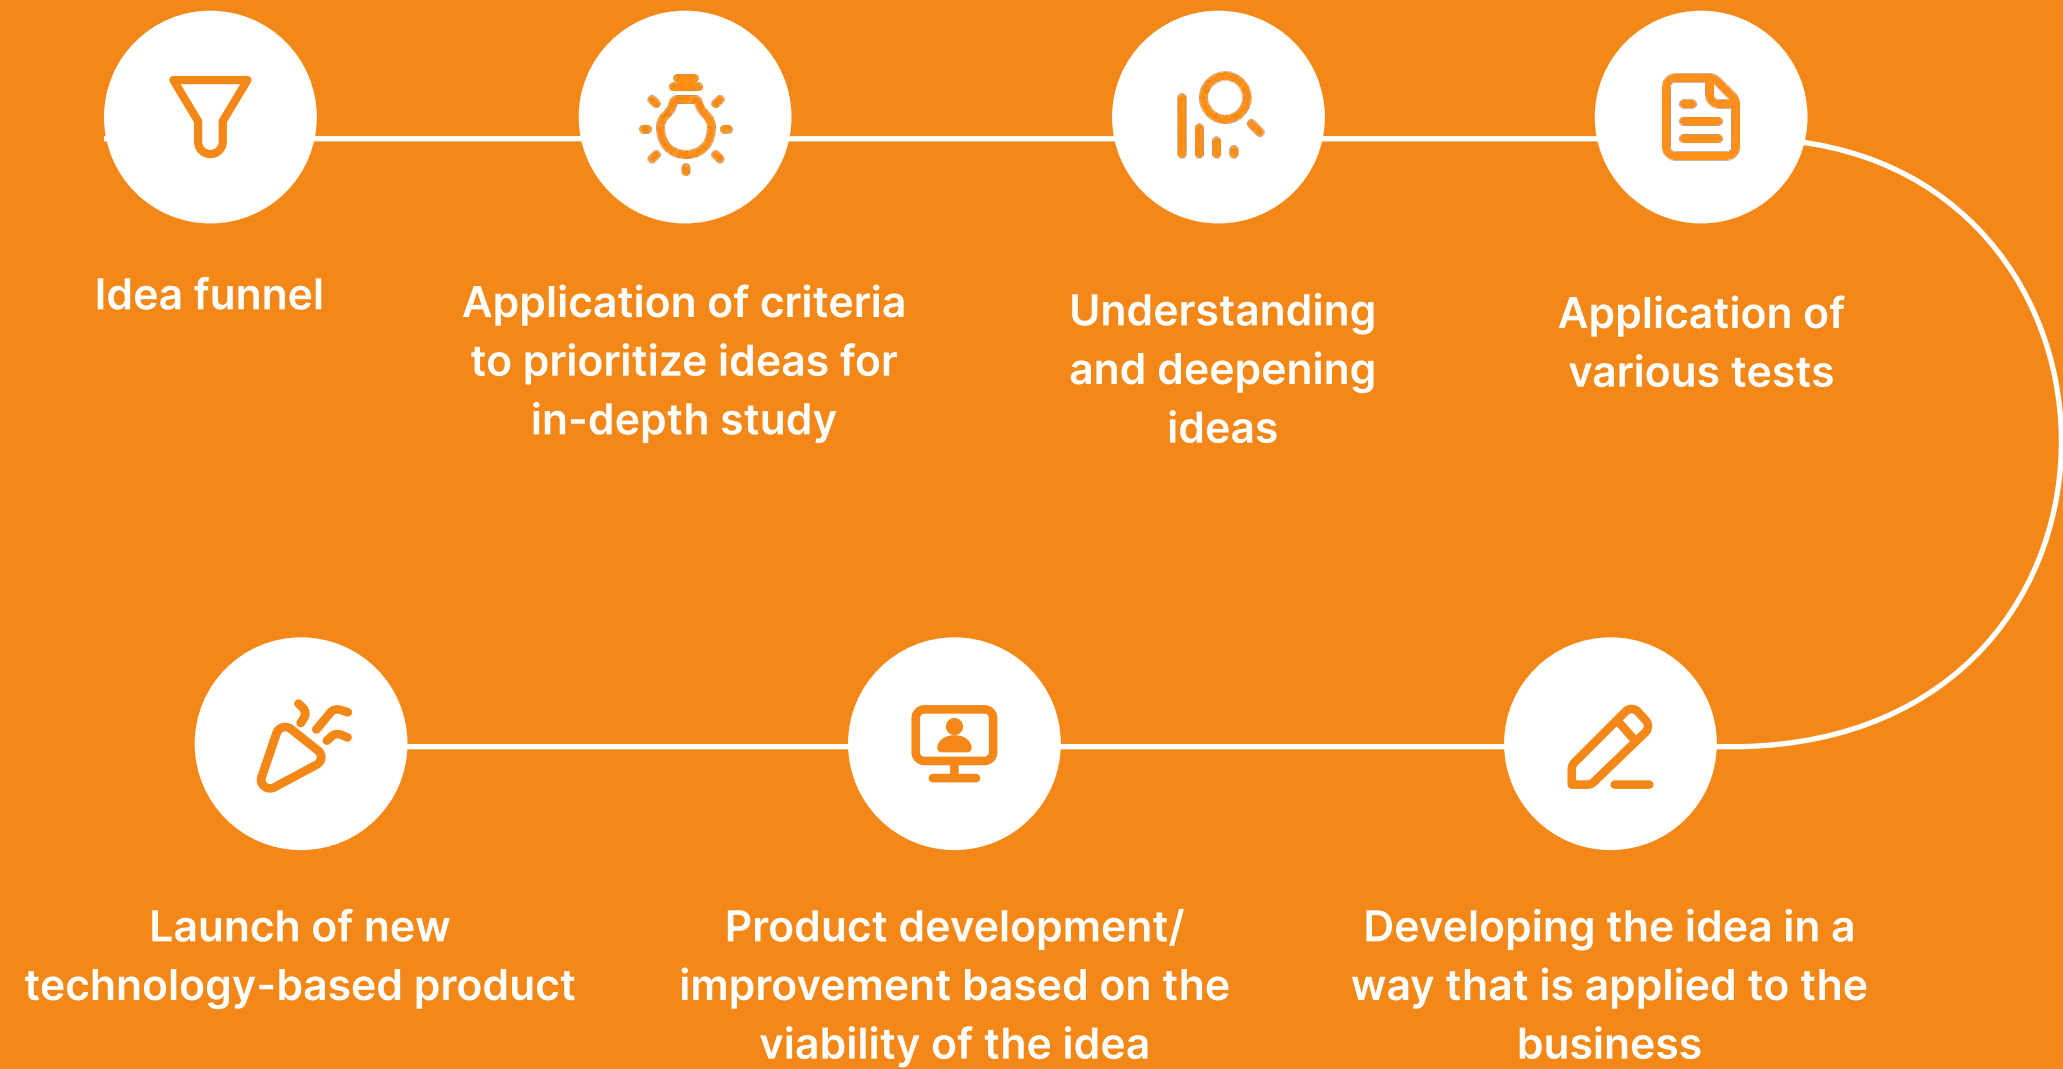 Idea funnel
Application of criteria
to prioritize ideas for
in-depth study
Understanding
and deepening
ideas
Application of
various tests
Developing the idea in a
way that is applied to the
business
Product development/
improvement based on the
viability of the idea
Launch of new
technology-based product